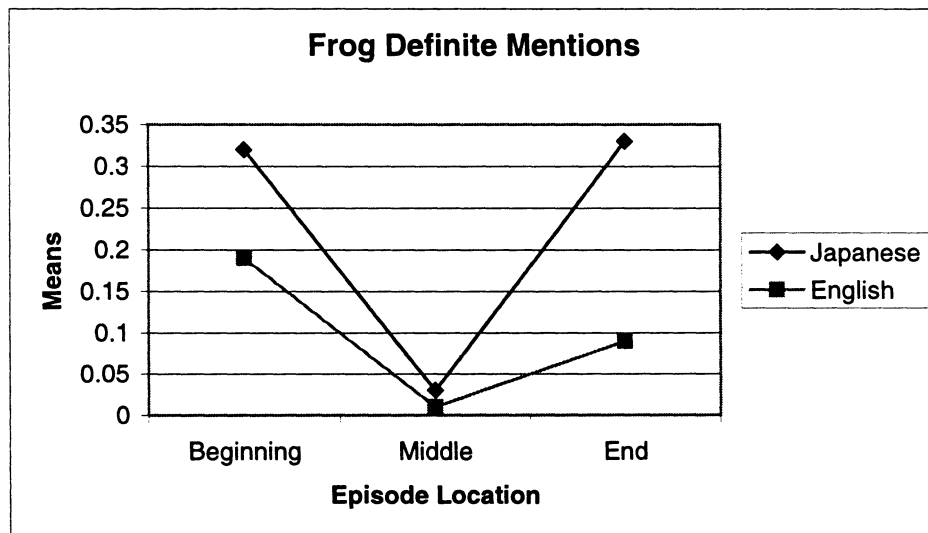 Frog Definite Mentions
0.35
0.3
0.25
0.2
0.15
0.1
0.05
0
Means
Beginning
Middle
End
Episode Location
Japanese
English